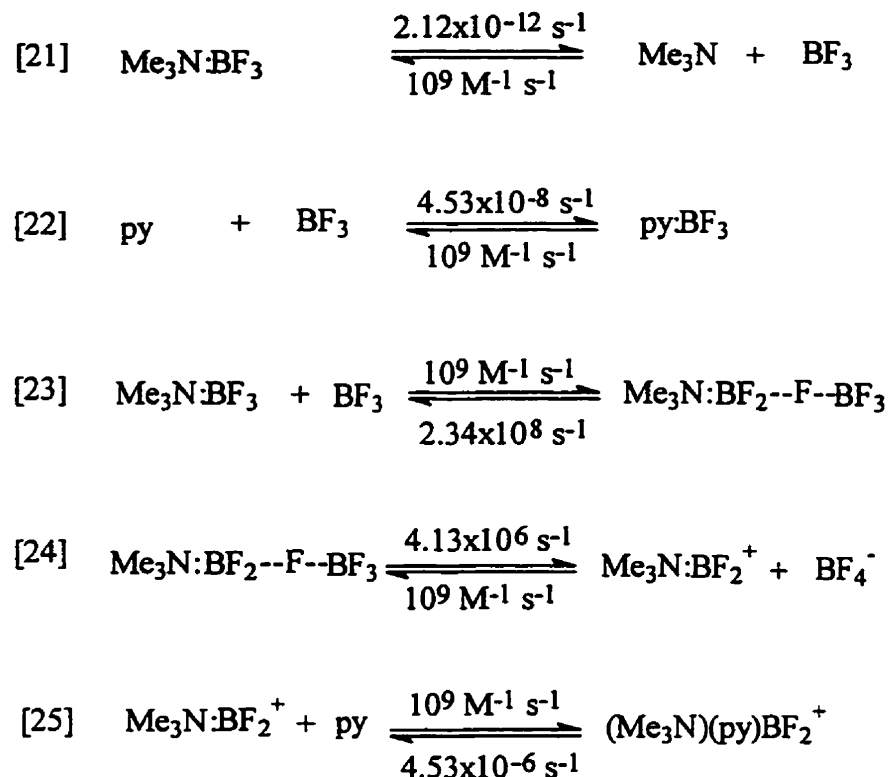 2.12x10⁻¹² s⁻¹
[21] Me₃N:BF₃ ⇌ Me₃N + BF₃
10⁹ M⁻¹ s⁻¹
4.53x10⁻⁸ s⁻¹
[22] py + BF₃ ⇌ py:BF₃
10⁹ M⁻¹ s⁻¹
10⁹ M⁻¹ s⁻¹
[23] Me₃N:BF₃ + BF₃ ⇌ Me₃N:BF₂--F--BF₃
2.34x10⁸ s⁻¹
4.13x10⁶ s⁻¹
[24] Me₃N:BF₂--F--BF₃ ⇌ Me₃N:BF₂⁺ + BF₄⁻
10⁹ M⁻¹ s⁻¹
10⁹ M⁻¹ s⁻¹
[25] Me₃N:BF₂⁺ + py ⇌ (Me₃N)(py)BF₂⁺
4.53x10⁻⁶ s⁻¹